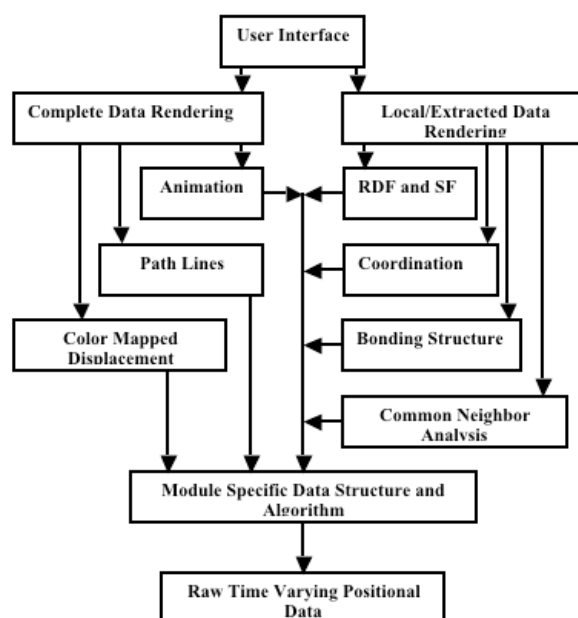 User Interface
Complete Data Rendering
Local/Extracted Data
Rendering
Animation
RDF and SF
Path Lines
Coordination
Color Mapped
Displacement
Bonding Structure
Common Neighbor
Analysis
Module Specific Data Structure and
Algorithm
Raw Time Varying Positional
Data